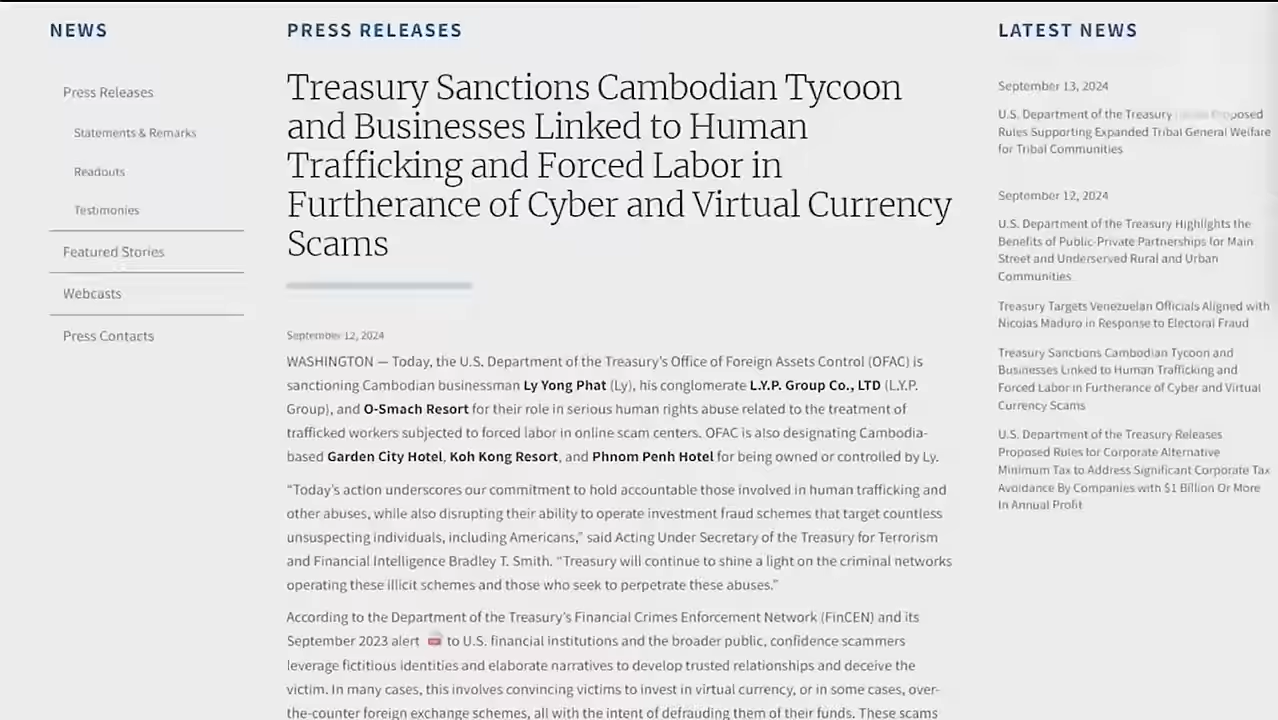 NEWS
Press Releases
Statements & Remarks
Readouts
Testimonies
Featured Stories
Webcasts
Press Contacts
PRESS RELEASES
Treasury Sanctions Cambodian Tycoon
and Businesses Linked to Human
Trafficking and Forced Labor in
Furtherance of Cyber and Virtual Currency
Scams
September 12, 2024
WASHINGTON — Today, the U.S. Department of the Treasury's Office of Foreign Assets Control (OFAC) is
sanctioning Cambodian businessman Ly Yong Phat (Ly), his conglomerate L.Y.P. Group Co., LTD (L.Y.P.
Group), and O-Smach Resort for their role in serious human rights abuse related to the treatment of
trafficked workers subjected to forced labor in online scam centers. OFAC is also designating Cambodia-
based Garden City Hotel, Koh Kong Resort, and Phnom Penh Hotel for being owned or controlled by Ly.
“Today's action underscores our commitment to hold accountable those involved in human trafficking and
other abuses, while also disrupting their ability to operate investment fraud schemes that target countless
unsuspecting individuals, including Americans,” said Acting Under Secretary of the Treasury for Terrorism
and Financial Intelligence Bradley T. Smith. “Treasury will continue to shine a light on the criminal networks
operating these illicit schemes and those who seek to perpetrate these abuses.”
According to the Department of the Treasury's Financial Crimes Enforcement Network (FinCEN) and its
September 2023 alert to U.S. financial institutions and the broader public, confidence scammers
leverage fictitious identities and elaborate narratives to develop trusted relationships and deceive the
victim. In many cases, this involves convincing victims to invest in virtual currency, or in some cases, over-
the-counter foreign exchange schemes, all with the intent of defrauding them of their funds. These scams
LATEST NEWS
September 13, 2024
U.S. Department of the Treasury Proposed
Rules Supporting Expanded Tribal General Welfare
for Tribal Communities
September 12, 2024
U.S. Department of the Treasury Highlights the
Benefits of Public-Private Partnerships for Main
Street and Underserved Rural and Urban
Communities
Treasury Targets Venezuelan Officials Aligned with
Nicolas Maduro in Response to Electoral Fraud
Treasury Sanctions Cambodian Tycoon and
Businesses Linked to Human Trafficking and
Forced Labor in Furtherance of Cyber and Virtual
Currency Scams
U.S. Department of the Treasury Releases
Proposed Rules for Corporate Alternative
Minimum Tax to Address Significant Corporate Tax
Avoidance By Companies with $1 Billion Or More
In Annual Profit